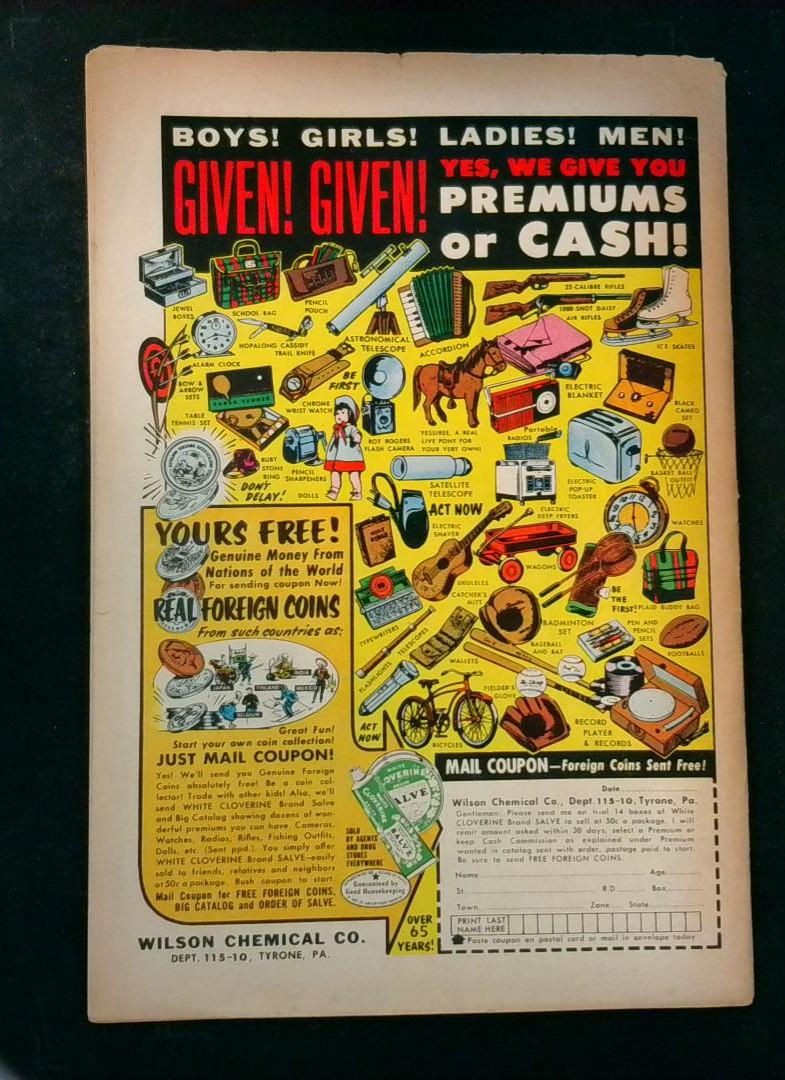 BOYS! GIRLS! LADIES! MEN!
GIVEN! GIVEN!
YES, WE GIVE YOU
PREMIUMS
or CASH!
JEWEL
BOXES
SCHOOL BAG
PENCIL
POUCH
ASTRONOMICAL
TELESCOPE
ACCORDION
22-CALIBRE RIFLES
1000 SHOT DAISY
AIR RIFLES
ICE SKATES
ALARM CLOCK
HOPALONG CASSIDY
TRAIL KNIFE
BOW &
ARROW
SETS
TABLE TENNIS
TABLE
TENNIS SET
CHROME
WRIST WATCH
BE
FIRST
ROY ROGERS
FLASH CAMERA
YESSIREE, A REAL
LIVE PONY FOR
YOUR VERY OWN!
ELECTRIC
BLANKET
Portable
RADIOS
BLACK
CAMEO
SET
RUBY
STONE
RING
PENCIL
SHARPENERS
DOLLS
DON'T
DELAY!
SATELLITE
TELESCOPE
ELECTRIC
POP-UP
TOASTER
BASKET BALL
OUTFIT
ACT NOW
ELECTRIC
SHAVER
ELECTRIC
DEEP FRYERS
WATCHES
HOLY
BIBLE
UKULELES
WAGONS
BE
THE
FIRST!
PLAID BUDDY BAG
TYPEWRITERS
CATCHER'S
MITT
BADMINTON
SET
PEN AND
PENCIL
SETS
FOOTBALLS
FLASHLIGHTS
TELESCOPES
WALLETS
BASEBALL
AND BAT
FIELDER'S
GLOVE
RECORD
PLAYER
& RECORDS
ACT
NOW
BICYCLES
YOURS FREE!
Genuine Money From
Nations of the World
For sending coupon Now!
REAL FOREIGN COINS
From such countries as:
JAPAN
FINLAND
INDIA
MEXICO
BELGIUM
Great Fun!
Start your own coin collection!
JUST MAIL COUPON!
Yes! We'll send you Genuine Foreign
Coins absolutely free! Be a coin col-
lector! Trade with other kids! Also, we'll
send WHITE CLOVERINE Brand Salve
and Big Catalog showing dozens of won-
derful premiums you can have. Cameras,
Watches, Radios, Rifles, Fishing Outfits,
Dolls, etc. (Sent ppd.). You simply offer
WHITE CLOVERINE Brand SALVE—easily
sold to friends, relatives and neighbors
at 50c a package. Rush coupon to start.
Mail Coupon for FREE FOREIGN COINS,
BIG CATALOG and ORDER OF SALVE.
WHITE
CLOVERINE
SALVE
SOLD
BY AGENTS
AND DRUG
STORES
EVERYWHERE
Guaranteed by
Good Housekeeping
OVER
65
YEARS!
WILSON CHEMICAL CO.
DEPT. 115-10, TYRONE, PA.
MAIL COUPON—Foreign Coins Sent Free!
Date
Wilson Chemical Co., Dept. 115-10, Tyrone, Pa.
Gentlemen: Please send me on trial 14 boxes of White
CLOVERINE Brand SALVE to sell at 50c a package. I will
remit amount asked within 30 days, select a Premium or
keep Cash Commission as explained under Premium
wanted in catalog sent with order, postage paid to start.
Be sure to send FREE FOREIGN COINS.
Name Age
St. R.D. Box
Town Zone State
PRINT LAST
NAME HERE
Paste coupon on postal card or mail in envelope today